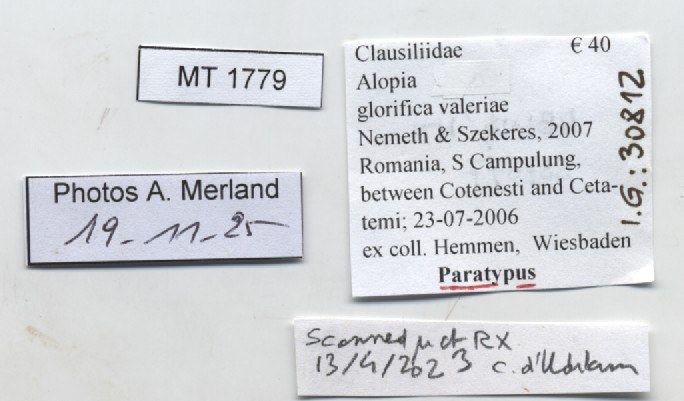 MT 1779
Clausiliidae € 40
Alopia
glorifica valeriae
Nemeth & Szekeres, 2007
Romania, S Campulung,
between Cotenesti and Ceta-
temi; 23-07-2006
ex coll. Hemmen, Wiesbaden
Paratypus
I.G.: 30812
Photos A. Merland
19-11-25
Scanned µct RX
13/4/2023 C. d'